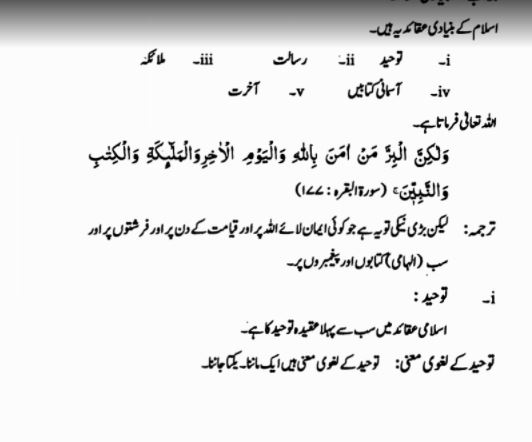 اسلام کے بنیادی عقائد یہ ہیں۔
i۔ توحید ii۔ رسالت iii۔ ملائکہ
iv۔ آسمانی کتابیں v۔ آخرت
اللہ تعالیٰ فرماتا ہے۔
وَلٰكِنَّ الْبِرَّ مَنْ اٰمَنَ بِاللّٰهِ وَالْيَوْمِ الْاٰخِرِ وَالْمَلٰٓئِكَةِ وَالْكِتٰبِ
وَالنَّبِيّٖنَ ۚ (سورۃ البقرہ : ۱۷۷)
ترجمہ: لیکن بڑی نیکی تو یہ ہے جو کوئی ایمان لائے اللہ پر اور قیامت کے دن پر اور فرشتوں پر اور
سب (الہامی) کتابوں اور پیغمبروں پر۔
i۔ توحید :
اسلامی عقائد میں سب سے پہلا عقیدہ توحید کا ہے۔
توحید کے لغوی معنی: توحید کے لغوی معنی ہیں ایک ماننا۔ یکتا جاننا۔